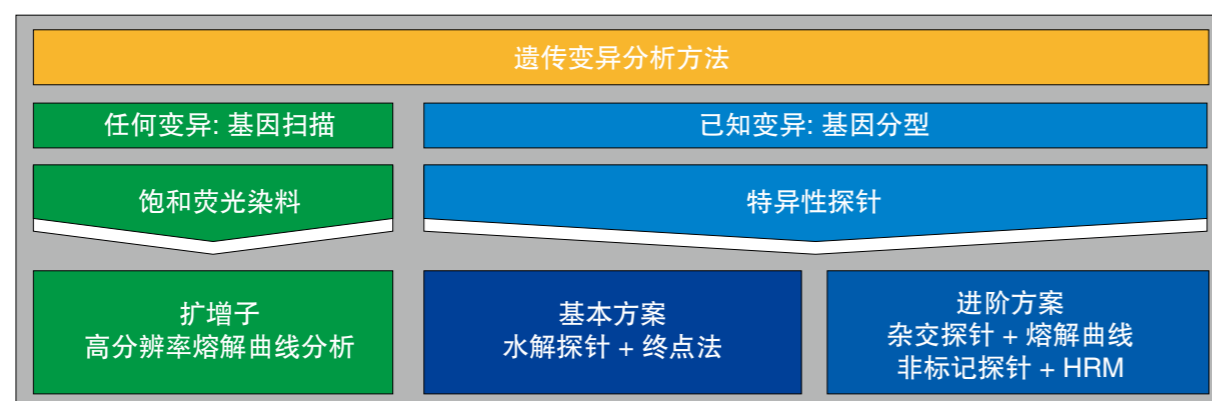 遗传变异分析方法
任何变异: 基因扫描
已知变异: 基因分型
饱和荧光染料
特异性探针
扩增子
高分辨率熔解曲线分析
基本方案
水解探针 + 终点法
进阶方案
杂交探针 + 熔解曲线
非标记探针 + HRM